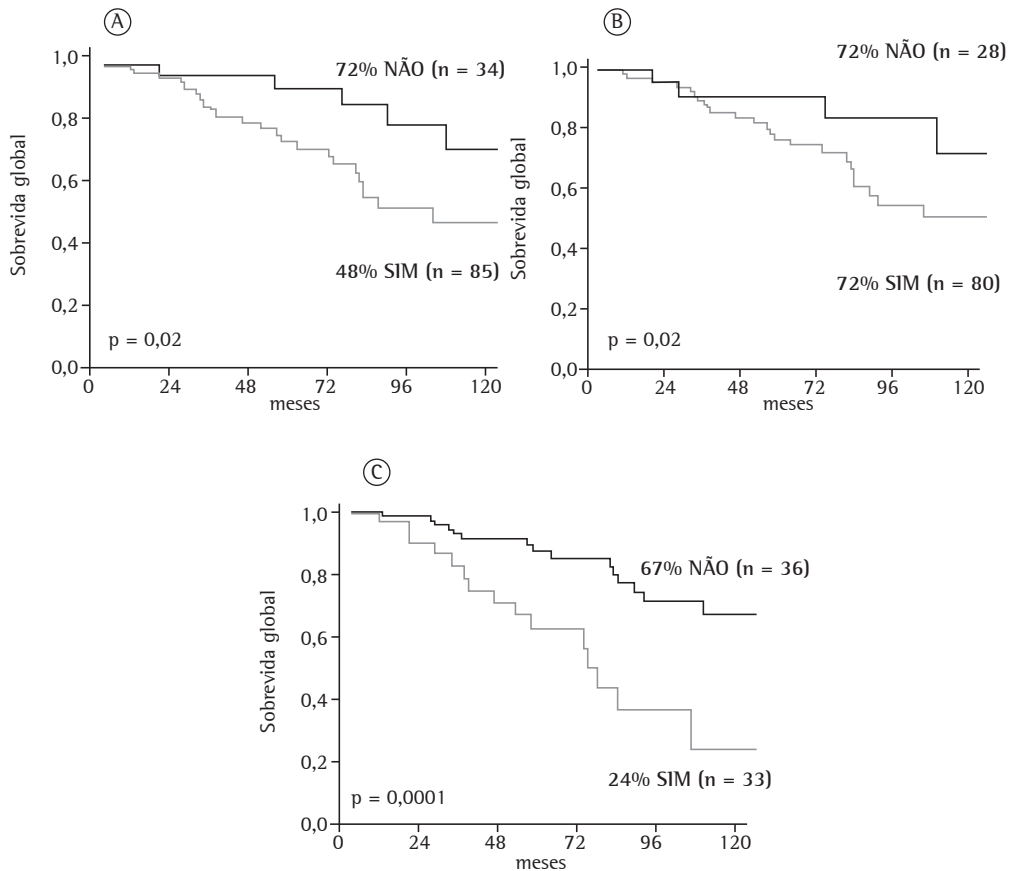 A
Sobrevida global
1,0
0,8
0,6
0,4
0,2
0,0
72% NÃO (n = 34)
48% SIM (n = 85)
p = 0,02
0 24 48 72 96 120
meses
B
Sobrevida global
1,0
0,8
0,6
0,4
0,2
0,0
72% NÃO (n = 28)
72% SIM (n = 80)
p = 0,02
0 24 48 72 96 120
meses
C
Sobrevida global
1,0
0,8
0,6
0,4
0,2
0,0
67% NÃO (n = 36)
24% SIM (n = 33)
p = 0,0001
0 24 48 72 96 120
meses